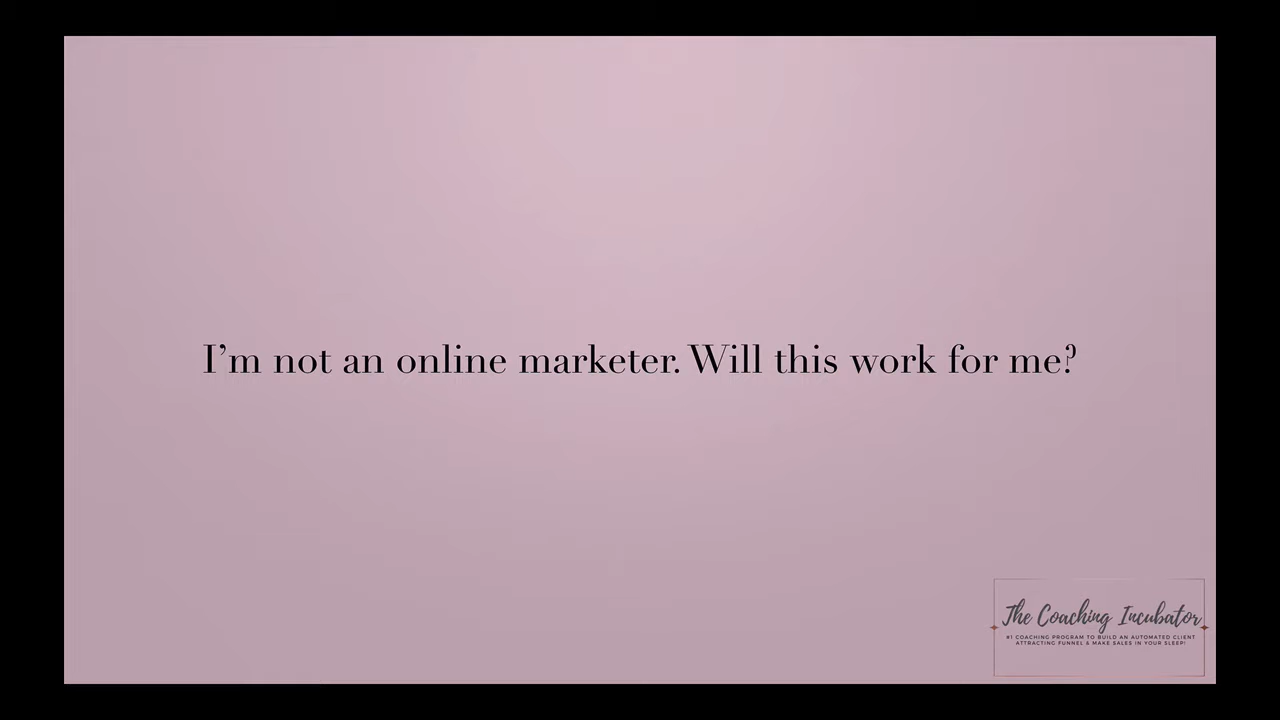 I'm not an online marketer. Will this work for me?
The Coaching Incubator
#1 COACHING PROGRAM TO BUILD AN AUTOMATED CLIENT
ATTRACTING FUNNEL & MAKE SALES IN YOUR SLEEP!